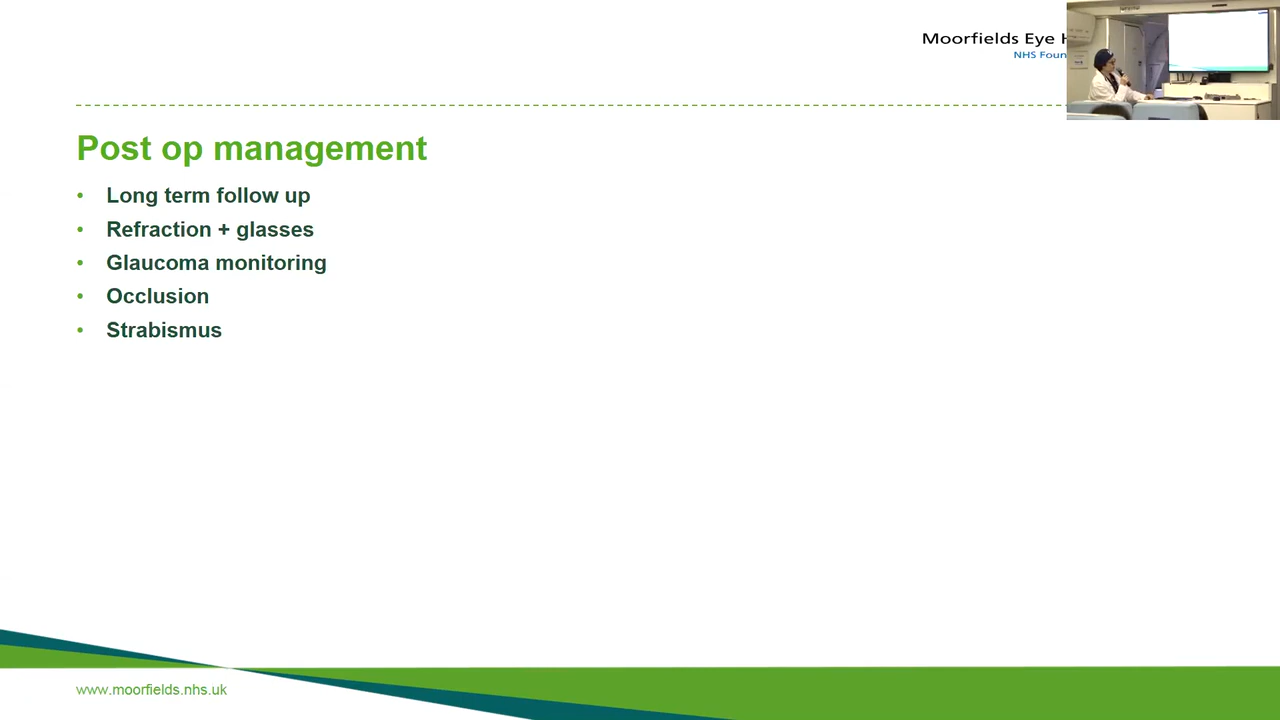 Moorfields Eye
NHS
Post op management
• Long term follow up
• Refraction + glasses
• Glaucoma monitoring
• Occlusion
• Strabismus
www.moorfields.nhs.uk